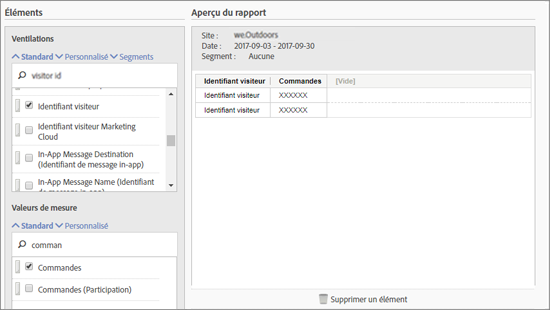 Éléments
Ventilations
Standard Personnalisé Segments
visitor id
Identifiant visiteur
Identifiant visiteur Marketing
Cloud
In-App Message Destination
(Identifiant de message in-app)
In-App Message Name (Identifiant
de message in-app)
Valeurs de mesure
Standard Personnalisé
comman
Commandes
Commandes (Participation)
Aperçu du rapport
Site : we.Outdoors
Date : 2017-09-03 - 2017-09-30
Segment : Aucune
Identifiant visiteur Commandes [Vide]
Identifiant visiteur XXXXXX
Identifiant visiteur XXXXXX
Supprimer un élément